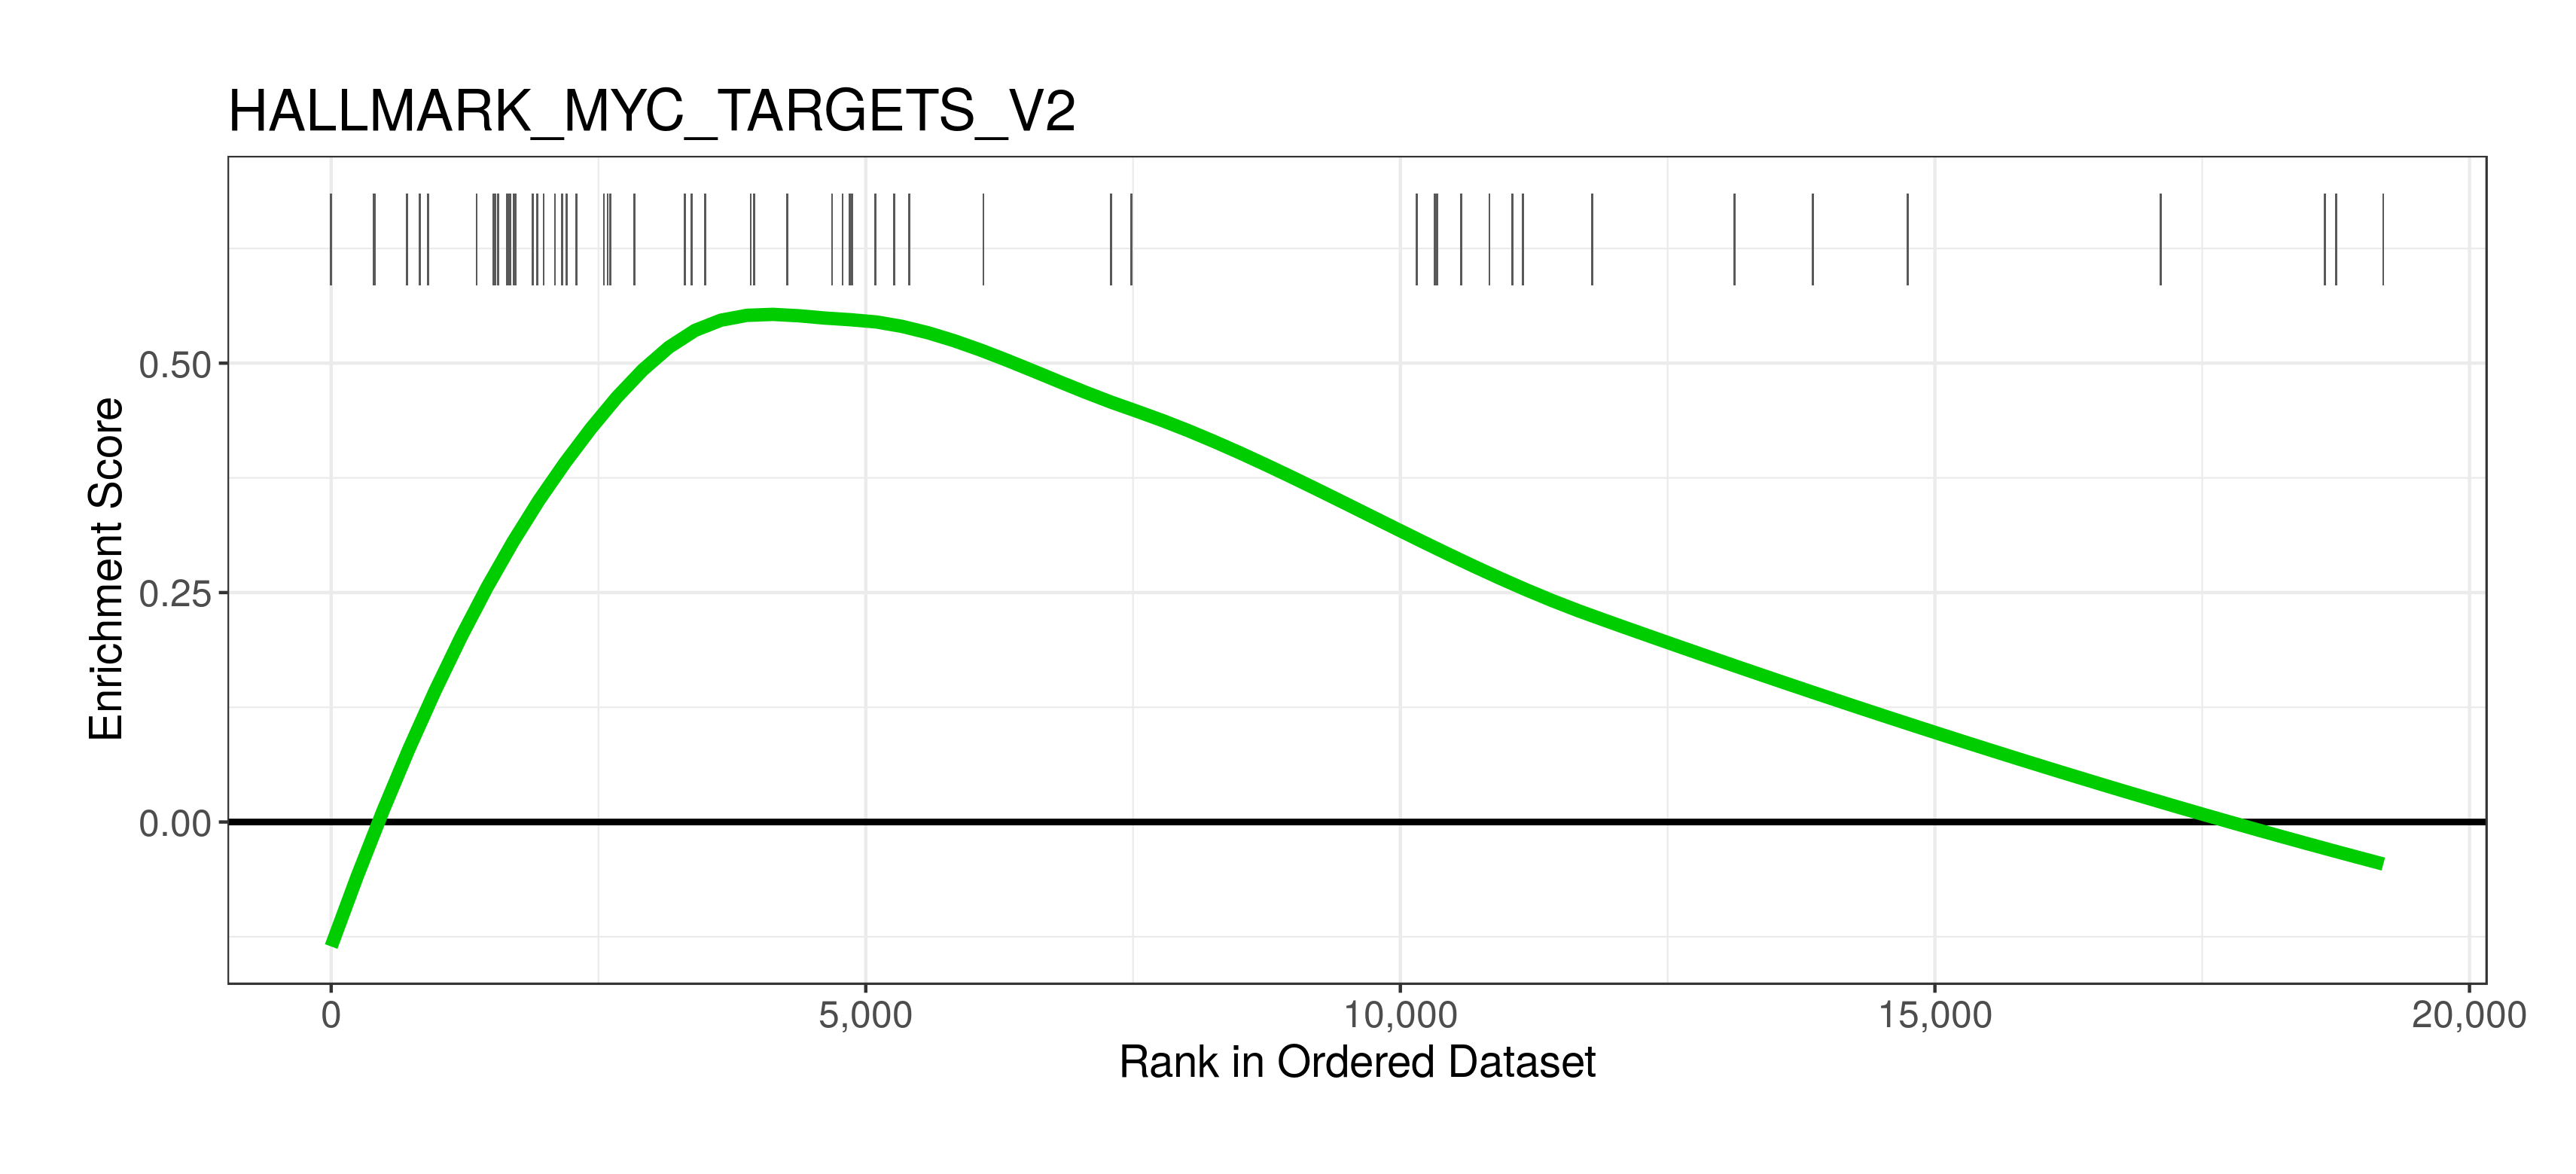 HALLMARK_MYC_TARGETS_V2
Enrichment Score
0.50
0.25
0.00
0 5,000 10,000 15,000 20,000
Rank in Ordered Dataset